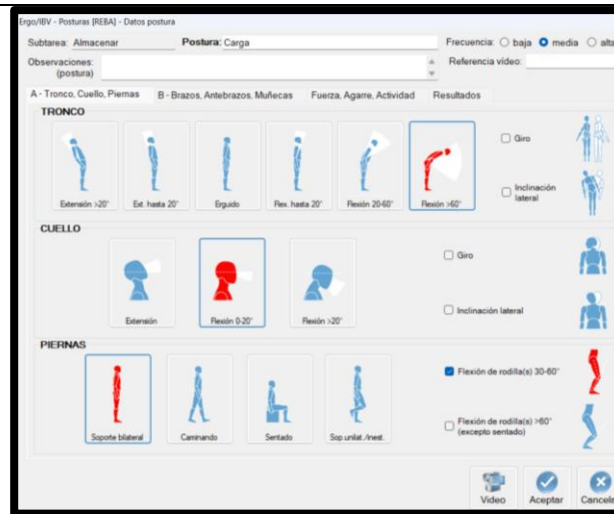 Ergo/IBV - Posturas [REBA] - Datos postura
Subtarea: Almacenar Postura: Carga Frecuencia: baja media alta
Observaciones: Referencia vídeo:
(postura)
A - Tronco, Cuello, Piernas B - Brazos, Antebrazos, Muñecas Fuerza, Agarre, Actividad Resultados
TRONCO
Giro
Inclinación
lateral
Extensión >20° Ext. hasta 20° Erguido Flex. hasta 20° Flexión 20-60° Flexión >60°
CUELLO
Giro
Inclinación lateral
Extensión Flexión 0-20° Flexión >20°
PIERNAS
Flexión de rodilla(s) 30-60°
Flexión de rodilla(s) >60°
(excepto sentado)
Soporte bilateral Caminando Sentado Sop.unilat./inest.
Video Aceptar Cancela